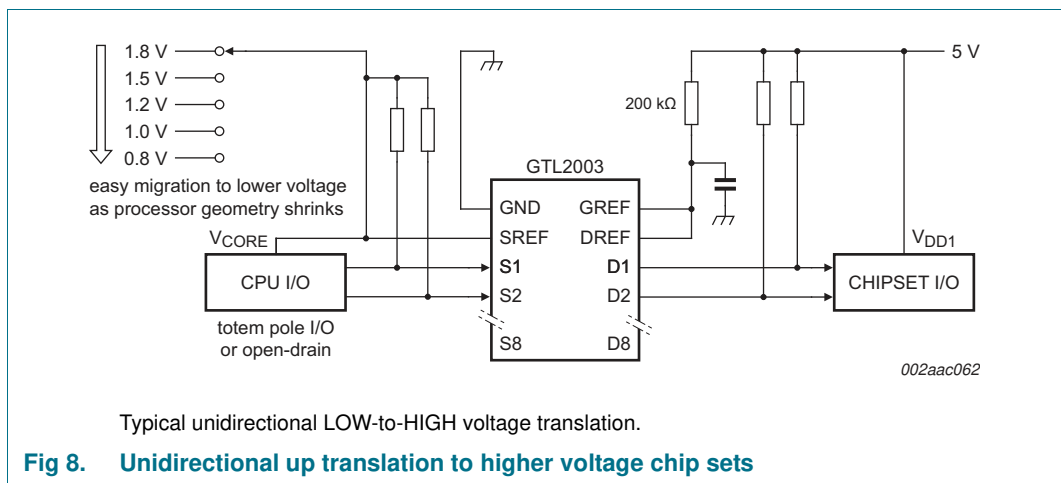 1.8 V
1.5 V
1.2 V
1.0 V
0.8 V
easy migration to lower voltage
as processor geometry shrinks
5 V
200 kΩ
GTL2003
GND GREF
SREF DREF
S1 D1
S2 D2
S8 D8
VCORE
CPU I/O
totem pole I/O
or open-drain
VDD1
CHIPSET I/O
002aac062
Typical unidirectional LOW-to-HIGH voltage translation.
Fig 8. Unidirectional up translation to higher voltage chip sets